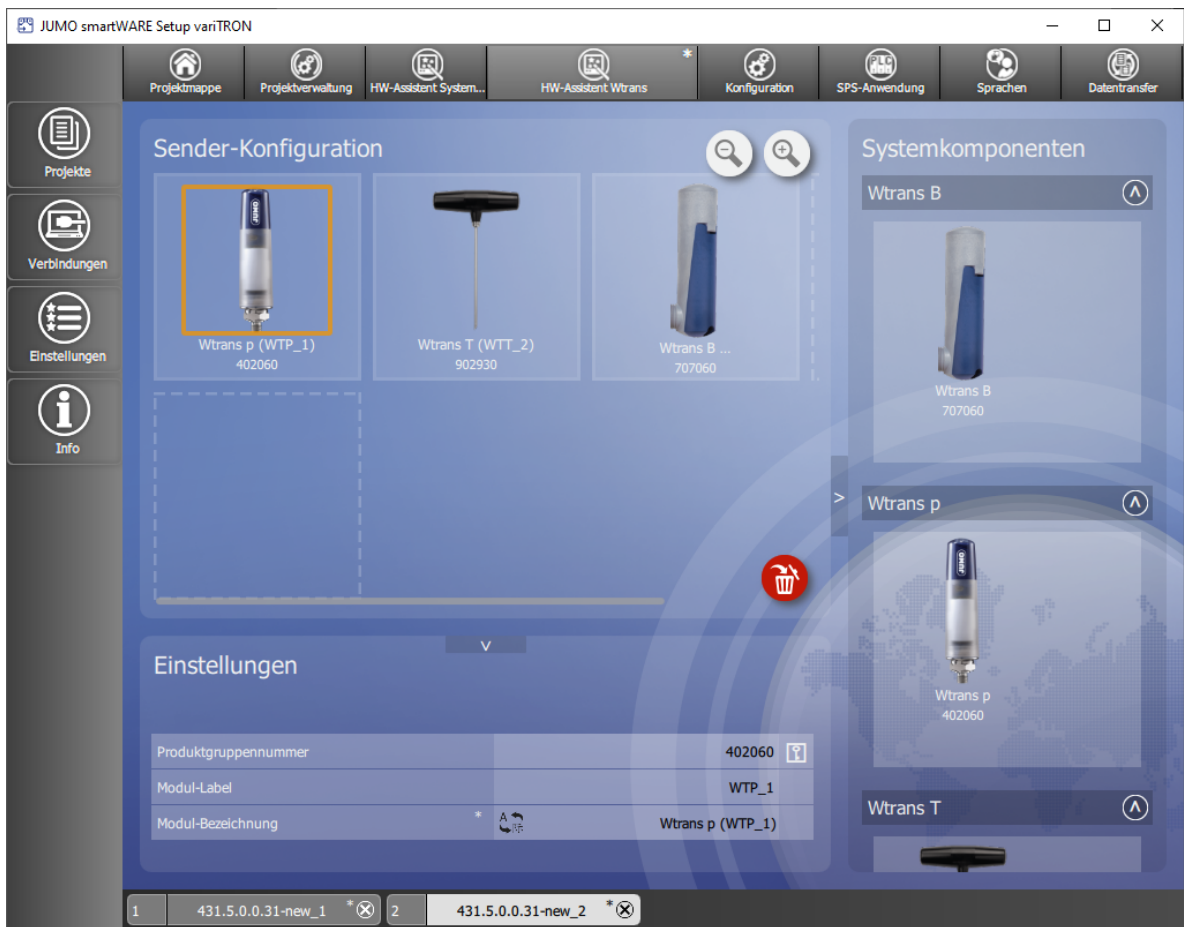 JUMO smartWARE Setup variTRON
Projektmappe
Projektverwaltung
HW-Assistent System...
HW-Assistent Wtrans
*
Konfiguration
PLC
SPS-Anwendung
Sprachen
Datentransfer
Projekte
Verbindungen
Einstellungen
Info
Sender-Konfiguration
JUMO
Wtrans p (WTP_1)
402060
Wtrans T (WTT_2)
902930
Wtrans B ...
707060
Systemkomponenten
Wtrans B
Wtrans B
707060
Wtrans p
JUMO
Wtrans p
402060
Wtrans T
Einstellungen
Produktgruppennummer 402060
Modul-Label WTP_1
Modul-Bezeichnung * Wtrans p (WTP_1)
1 431.5.0.0.31-new_1 *
2 431.5.0.0.31-new_2 *